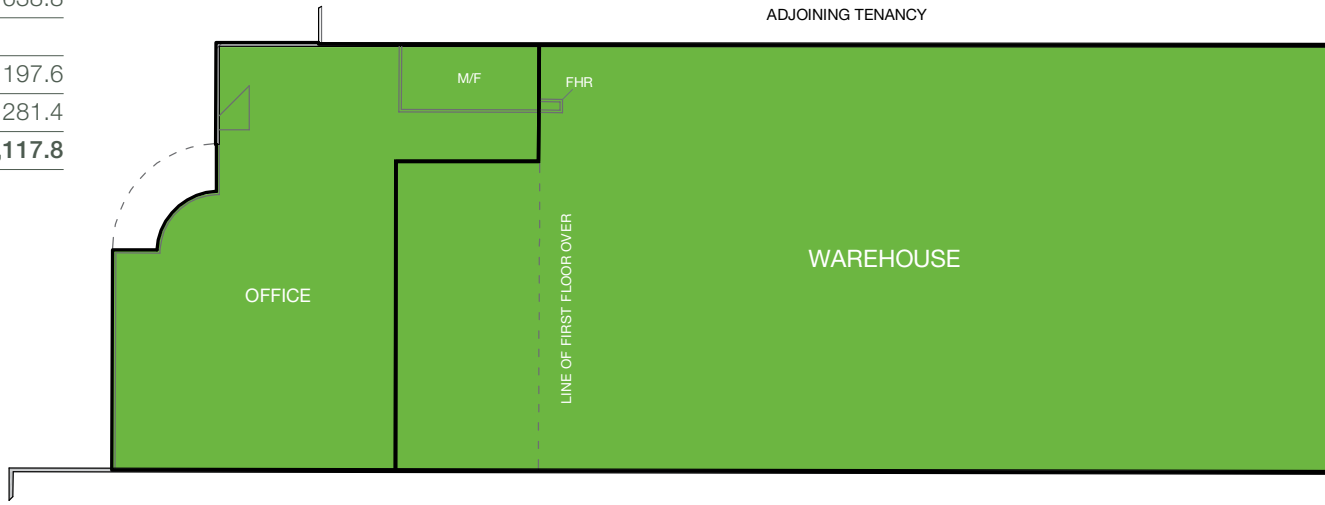 197.6
281.4
,117.8
ADJOINING TENANCY
M/F
FHR
LINE OF FIRST FLOOR OVER
WAREHOUSE
OFFICE